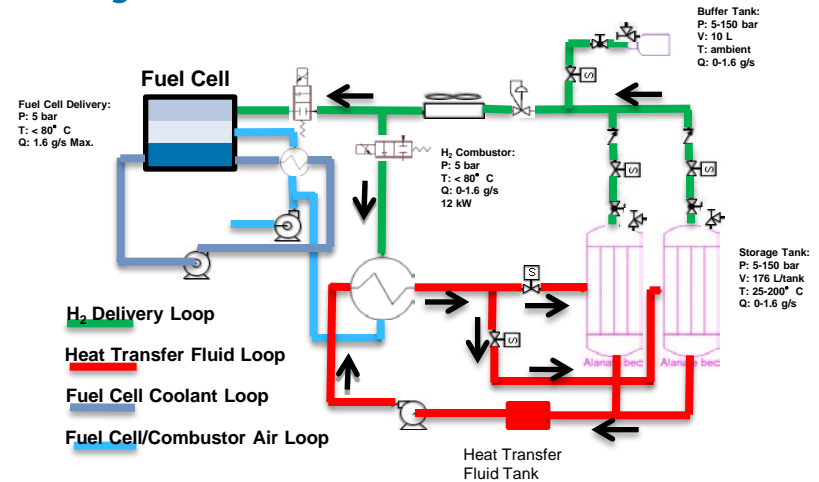 Buffer Tank:
P: 5-150 bar
V: 10 L
T: ambient
Q: 0-1.6 g/s
S
Fuel Cell
Fuel Cell Delivery:
P: 5 bar
T: < 80° C
Q: 1.6 g/s Max.
H₂ Combustor:
P: 5 bar
T: < 80° C
Q: 0-1.6 g/s
12 kW
S
S
Storage Tank:
P: 5-150 bar
V: 176 L/tank
T: 25-200° C
Q: 0-1.6 g/s
S
S
H₂ Delivery Loop
Heat Transfer Fluid Loop
Fuel Cell Coolant Loop
Fuel Cell/Combustor Air Loop
Heat Transfer
Fluid Tank